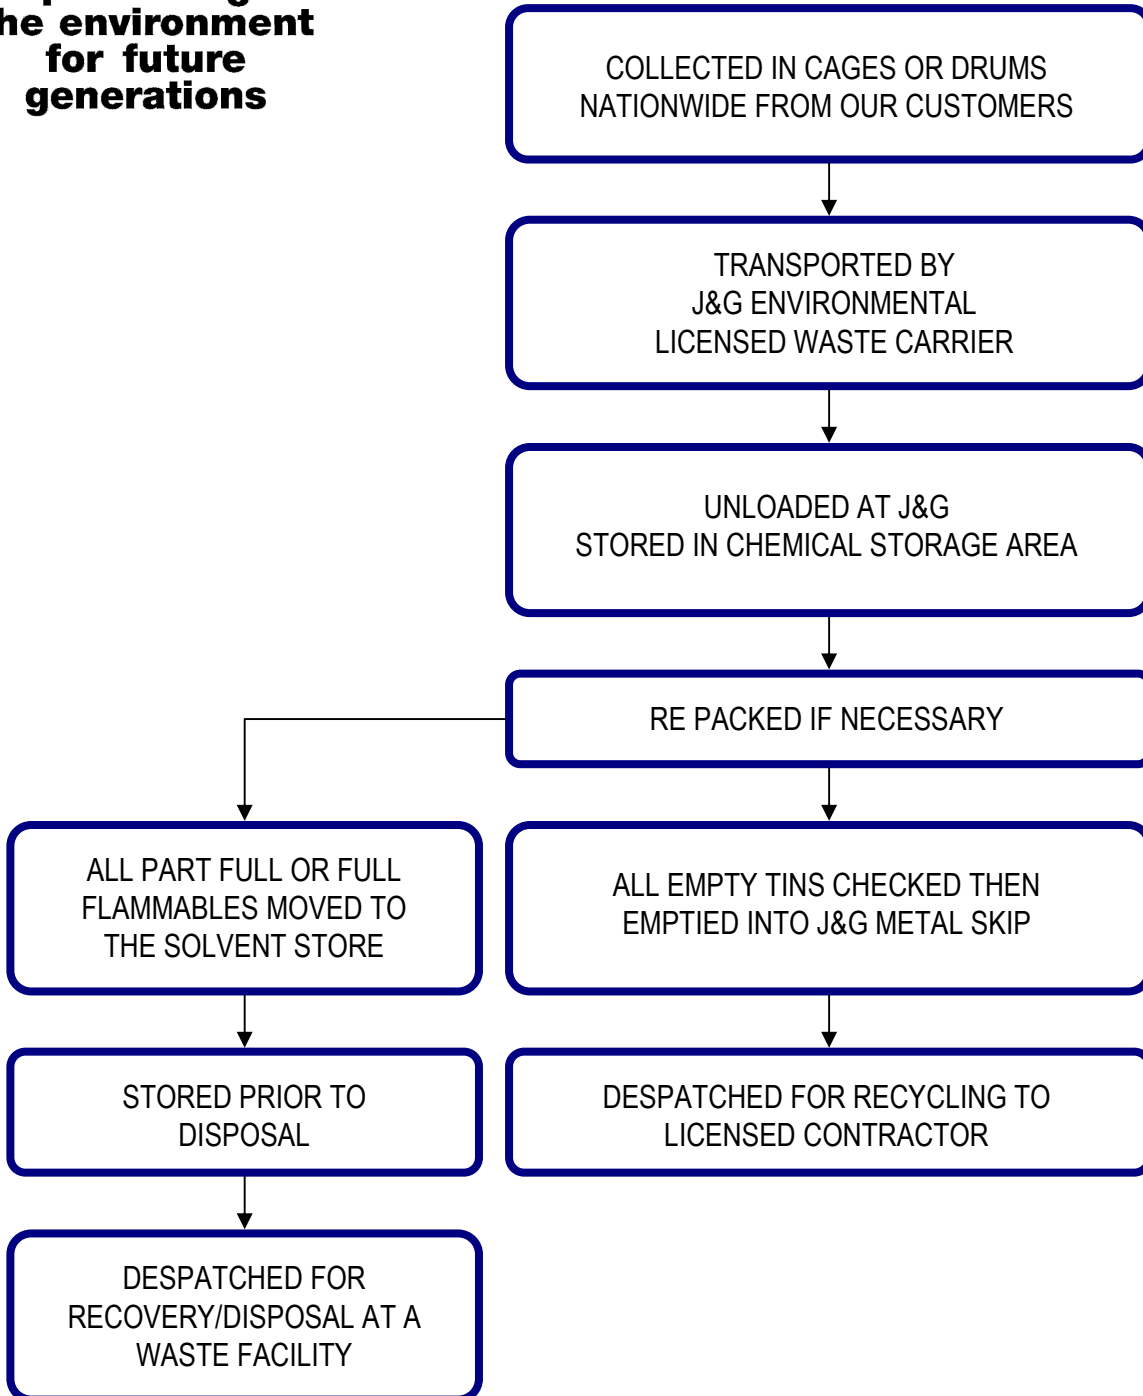 the environment
for future
generations
COLLECTED IN CAGES OR DRUMS
NATIONWIDE FROM OUR CUSTOMERS
TRANSPORTED BY
J&G ENVIRONMENTAL
LICENSED WASTE CARRIER
UNLOADED AT J&G
STORED IN CHEMICAL STORAGE AREA
RE PACKED IF NECESSARY
ALL PART FULL OR FULL
FLAMMABLES MOVED TO
THE SOLVENT STORE
ALL EMPTY TINS CHECKED THEN
EMPTIED INTO J&G METAL SKIP
STORED PRIOR TO
DISPOSAL
DESPATCHED FOR RECYCLING TO
LICENSED CONTRACTOR
DESPATCHED FOR
RECOVERY/DISPOSAL AT A
WASTE FACILITY